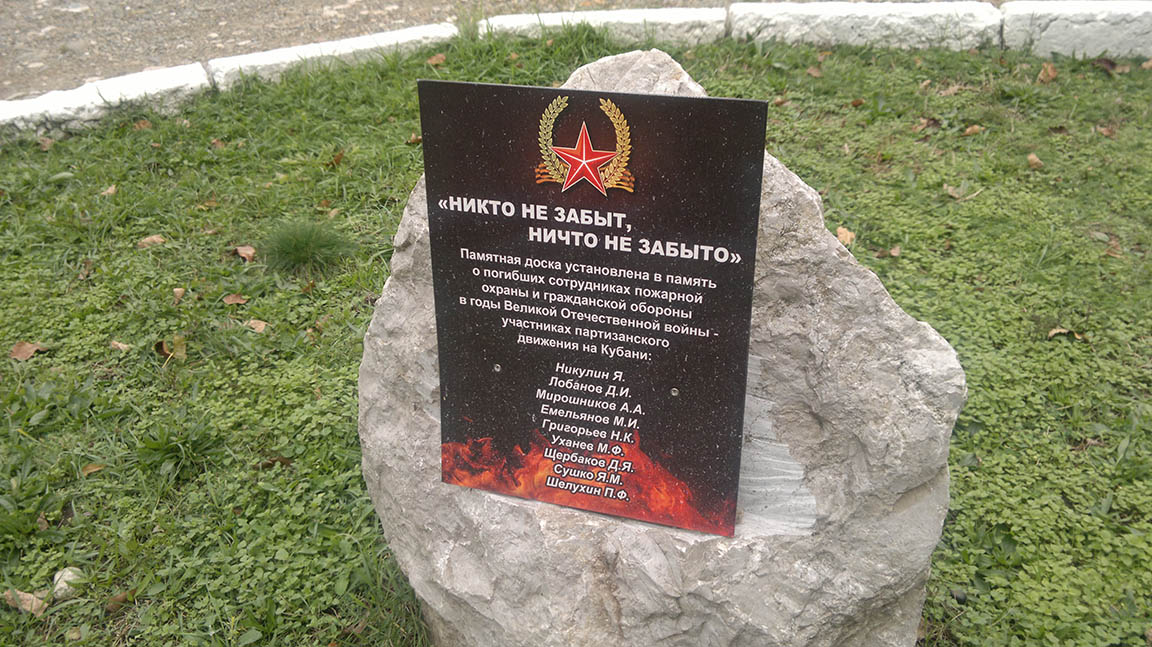 «НИКТО НЕ ЗАБЫТ,
НИЧТО НЕ ЗАБЫТО»
Памятная доска установлена в память
о погибших сотрудниках пожарной
охраны и гражданской обороны
в годы Великой Отечественной войны -
участниках партизанского
движения на Кубани:
Никулин Я.
Лобанов Д.И.
Мирошников А.А.
Емельянов М.И.
Григорьев Н.К.
Уханев М.Ф.
Щербаков Д.Я.
Сушко Я.М.
Шелухин П.Ф.